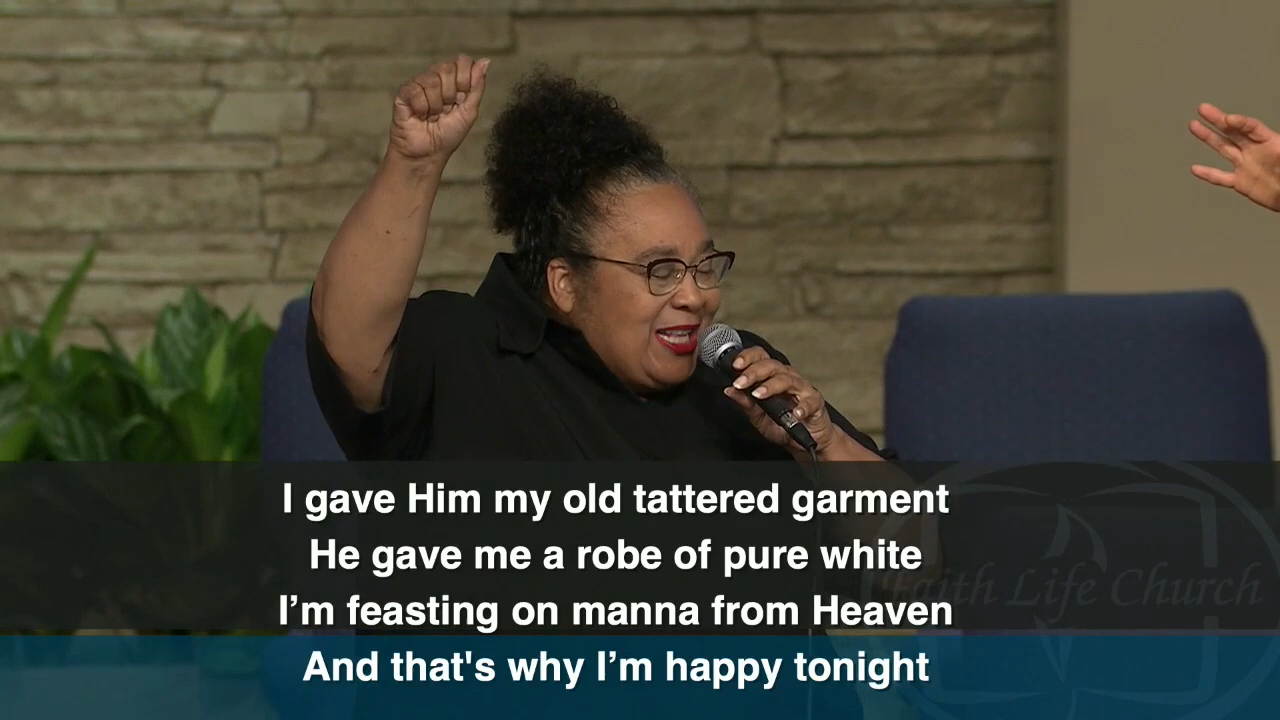 I gave Him my old tattered garment
He gave me a robe of pure white
I’m feasting on manna from Heaven
And that's why I’m happy tonight
Faith Life Church